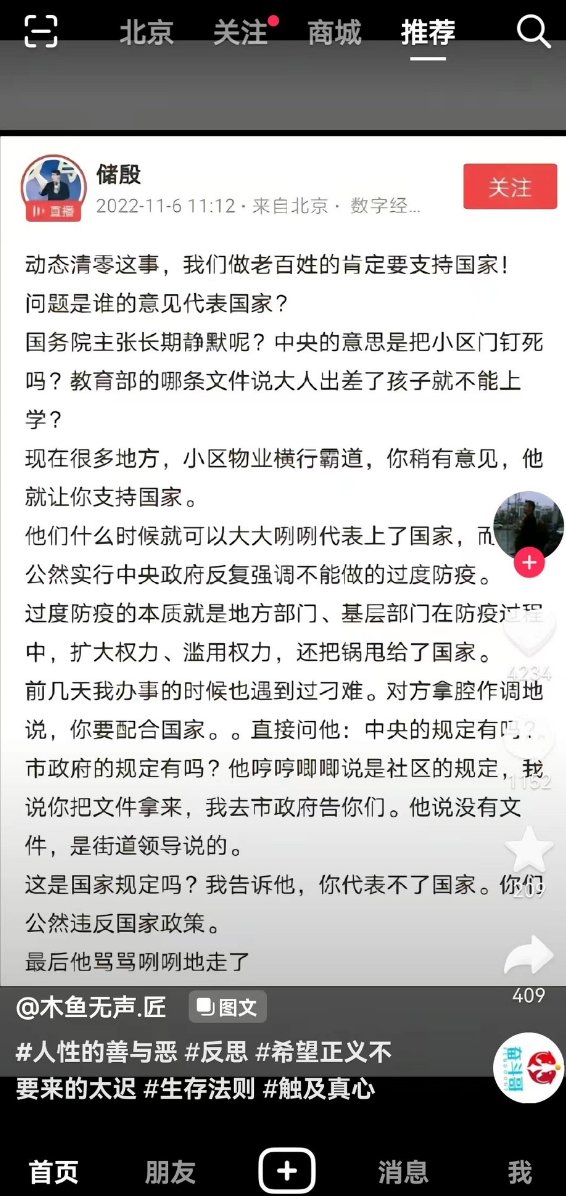 北京 关注 商城 推荐
储殷
直播
2022-11-6 11:12 · 来自北京 · 数字经...
关注
动态清零这事，我们做老百姓的肯定要支持国家！
问题是谁的意见代表国家？
国务院主张长期静默呢？中央的意思是把小区门钉死
吗？教育部的哪条文件说大人出差了孩子就不能上
学？
现在很多地方，小区物业横行霸道，你稍有意见，他
就让你支持国家。
他们什么时候就可以大大咧咧代表上了国家，而
公然实行中央政府反复强调不能做的过度防疫。
过度防疫的本质就是地方部门、基层部门在防疫过程
中，扩大权力、滥用权力，还把锅甩给了国家。
前几天我办事的时候也遇到过刁难。对方拿腔作调地
说，你要配合国家。。直接问他：中央的规定有吗？
市政府的规定有吗？他哼哼唧唧说是社区的规定，我
说你把文件拿来，我去市政府告你们。他说没有文
件，是街道领导说的。
这是国家规定吗？我告诉他，你代表不了国家。你们
公然违反国家政策。
最后他骂骂咧咧地走了
4234
1152
209
409
@木鱼无声.匠 图文
#人性的善与恶 #反思 #希望正义不
要来的太迟 #生存法则 #触及真心
奋斗哥
首页 朋友 消息 我